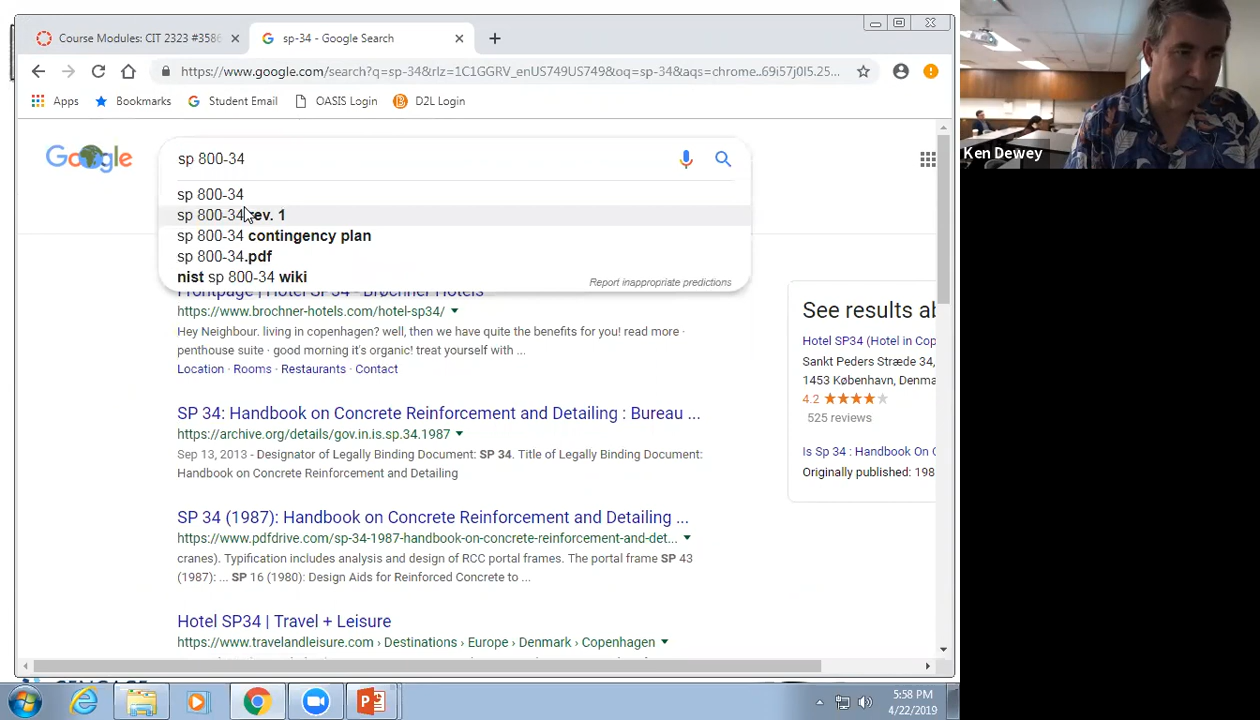 Course Modules: CIT 2323 #3586
sp-34 - Google Search
https://www.google.com/search?q=sp-34&rlz=1C1GGRV_enUS749US749&oq=sp-34&aqs=chrome..69i57j0l5.25...
Apps
Bookmarks
Student Email
OASIS Login
D2L Login
Google
sp 800-34
sp 800-34
sp 800-34 rev. 1
sp 800-34 contingency plan
sp 800-34.pdf
nist sp 800-34 wiki
Report inappropriate predictions
Frontpage | Hotel SP34 - Brøchner Hotels
https://www.brochner-hotels.com/hotel-sp34/
Hey Neighbour. living in copenhagen? well, then we have quite the benefits for you! read more ·
penthouse suite · good morning it's organic! treat yourself with ...
Location · Rooms · Restaurants · Contact
SP 34: Handbook on Concrete Reinforcement and Detailing : Bureau ...
https://archive.org/details/gov.in.is.sp.34.1987
Sep 13, 2013 - Designator of Legally Binding Document: SP 34. Title of Legally Binding Document:
Handbook on Concrete Reinforcement and Detailing
SP 34 (1987): Handbook on Concrete Reinforcement and Detailing ...
https://www.pdfdrive.com/sp-34-1987-handbook-on-concrete-reinforcement-and-det...
cranes). Typification includes analysis and design of RCC portal frames. The portal frame SP 43
(1987): ... SP 16 (1980): Design Aids for Reinforced Concrete to ...
Hotel SP34 | Travel + Leisure
https://www.travelandleisure.com › Destinations › Europe › Denmark › Copenhagen
See results ab
Hotel SP34 (Hotel in Cop
Sankt Peders Stræde 34,
1453 København, Denma
4.2
525 reviews
Is Sp 34 : Handbook On C
Originally published: 198
Ken Dewey
5:58 PM
4/22/2019